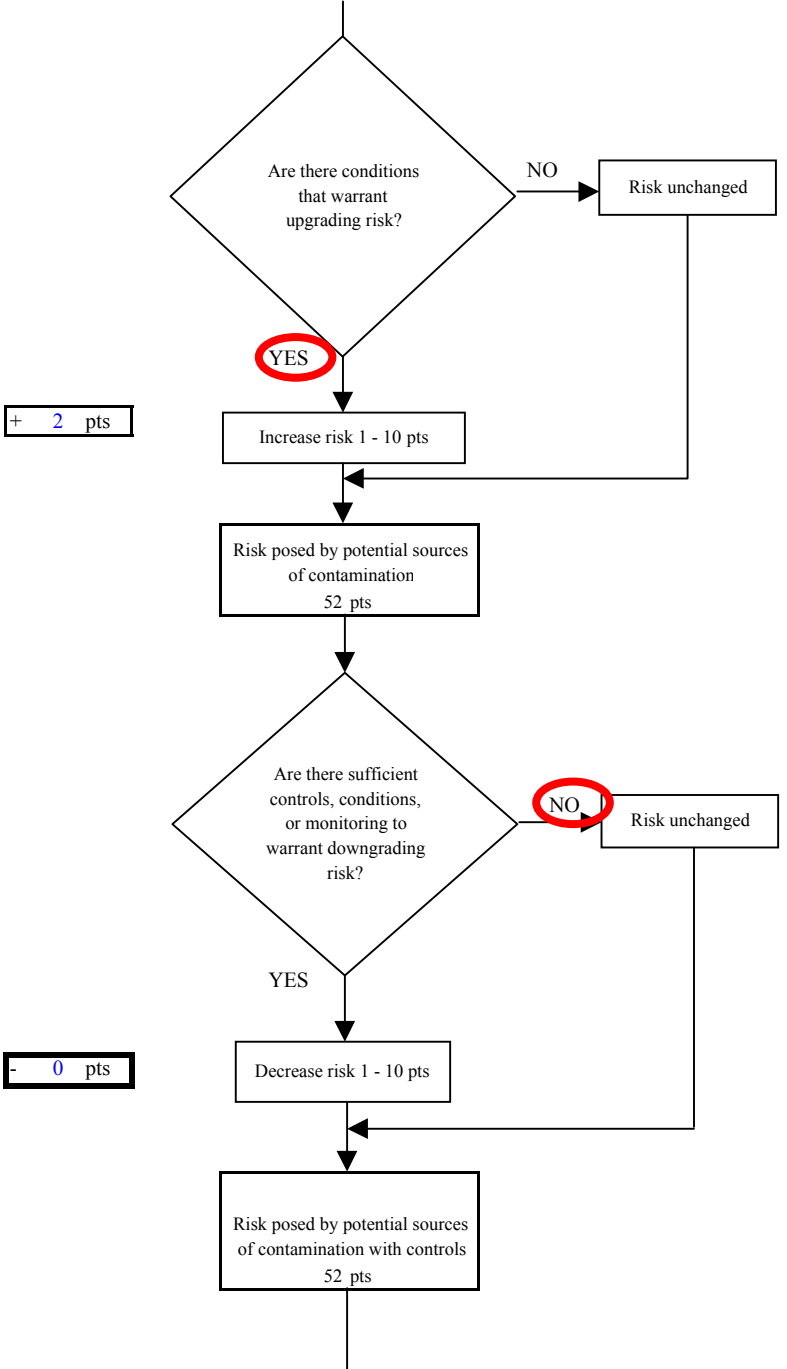 Are there conditions
that warrant
upgrading risk?
NO
Risk unchanged
YES
+ 2 pts
Increase risk 1 - 10 pts
Risk posed by potential sources
of contamination
52 pts
Are there sufficient
controls, conditions,
or monitoring to
warrant downgrading
risk?
NO
Risk unchanged
YES
- 0 pts
Decrease risk 1 - 10 pts
Risk posed by potential sources
of contamination with controls
52 pts